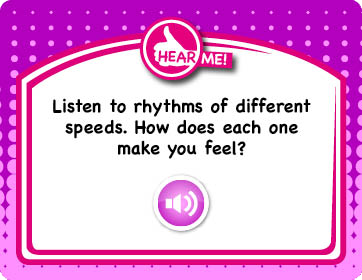 HEAR ME!
Listen to rhythms of different
speeds. How does each one
make you feel?